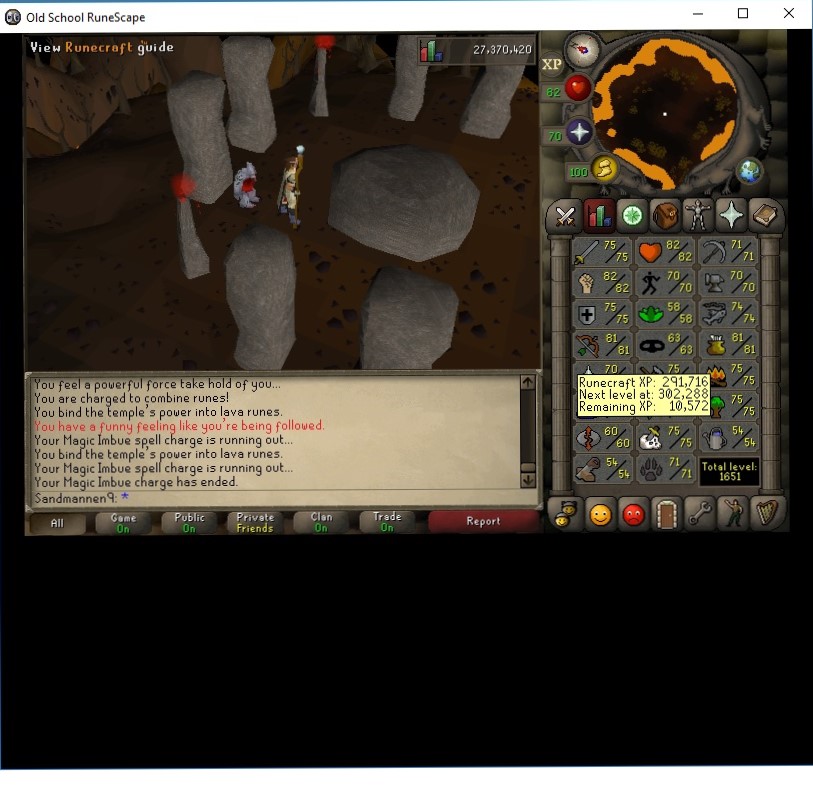 Old School RuneScape
View Runecraft guide
27,370,420
XP
82
70
100
75/75 82/82 71/71
82/82 70/70 70/70
75/75 58/58 74/74
81/81 63/63 81/81
70 75/75
Runecraft XP: 291,716
Next level at: 302,288
Remaining XP: 10,572
75/75
60/60 75/75 54/54
54/54 71/71 Total level: 1651
You feel a powerful force take hold of you...
You are charged to combine runes!
You bind the temple's power into lava runes.
You have a funny feeling like you're being followed.
Your Magic Imbue spell charge is running out...
You bind the temple's power into lava runes.
Your Magic Imbue spell charge is running out...
Your Magic Imbue charge has ended.
Sandmannen9: *
All Game On Public On Private Friends Clan On Trade On Report